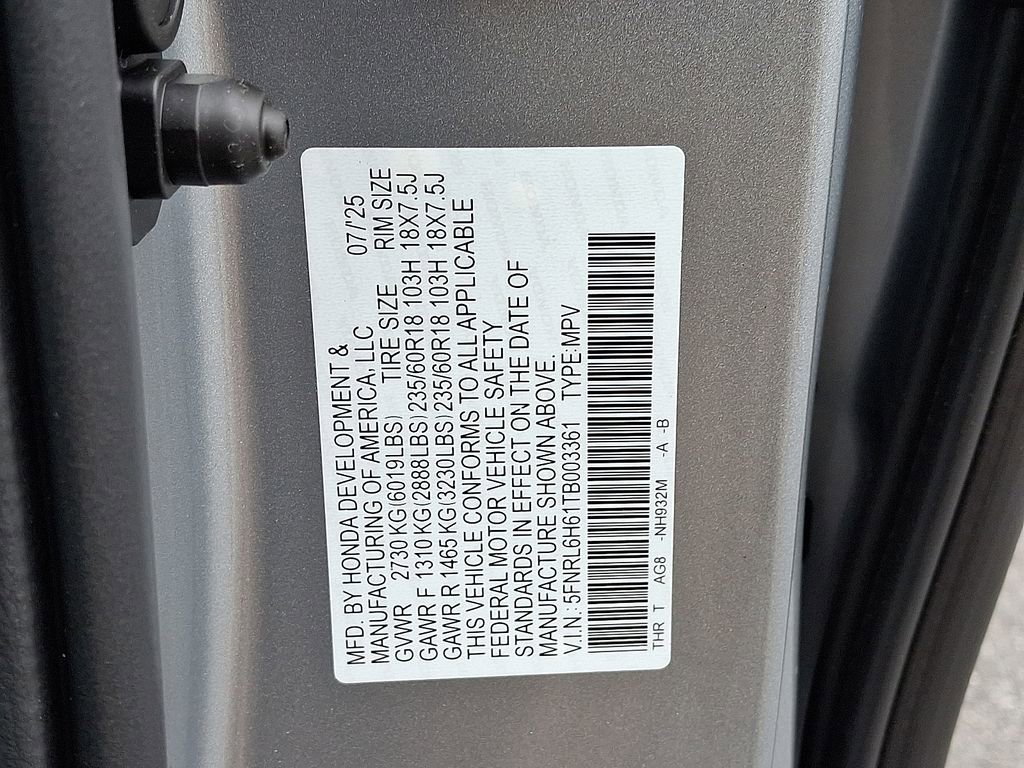 MFD. BY HONDA DEVELOPMENT &
MANUFACTURING OF AMERICA, LLC 07/'25
GVWR 2730 KG(6019LBS) TIRE SIZE RIM SIZE
GAWR F 1310 KG(2888LBS) 235/60R18 103H 18X7.5J
GAWR R 1465 KG(3230LBS) 235/60R18 103H 18X7.5J
THIS VEHICLE CONFORMS TO ALL APPLICABLE
FEDERAL MOTOR VEHICLE SAFETY
STANDARDS IN EFFECT ON THE DATE OF
MANUFACTURE SHOWN ABOVE.
V.I.N.: 5FNRL6H61TB003361 TYPE:MPV
THR T AG8 -NH932M -A -B